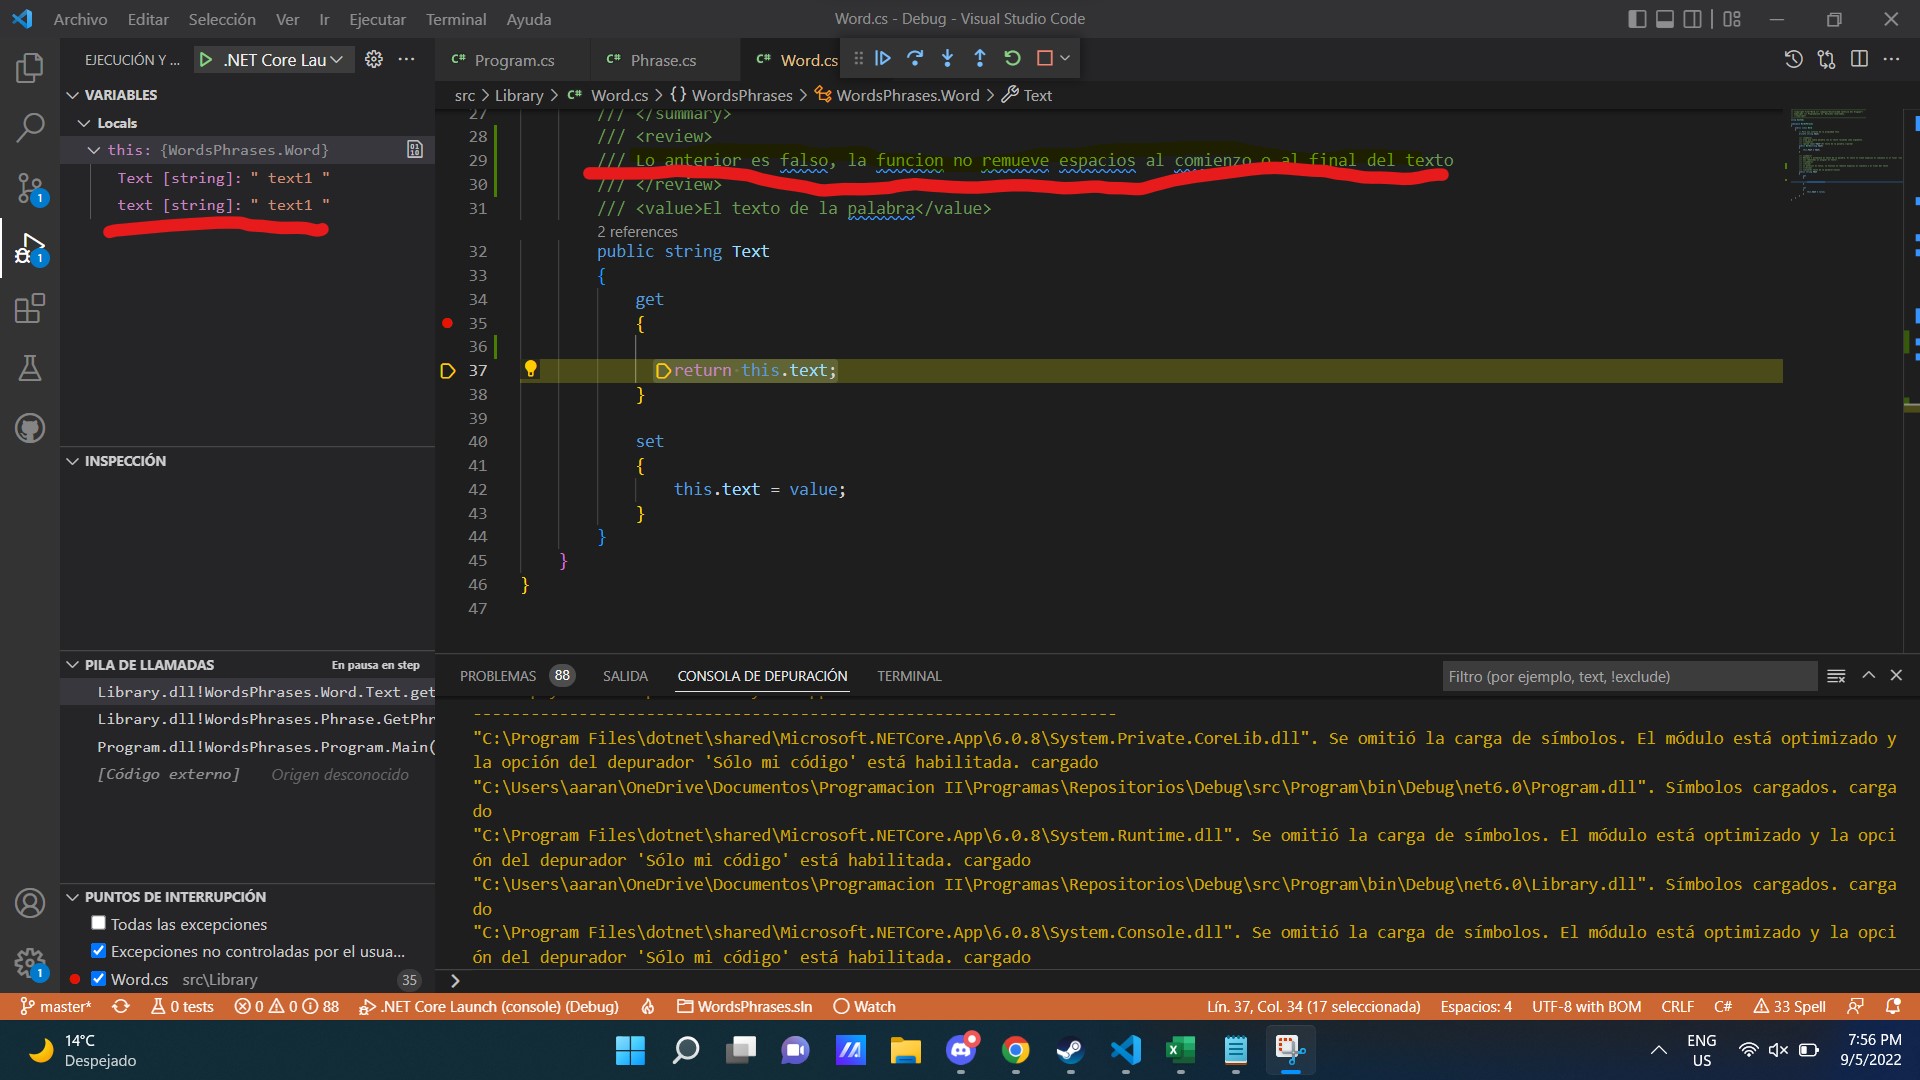 Archivo Editar Selección Ver Ir Ejecutar Terminal Ayuda
Word.cs - Debug - Visual Studio Code
EJECUCIÓN Y ...
.NET Core Lau
VARIABLES
Locals
this: {WordsPhrases.Word}
Text [string]: " text1 "
text [string]: " text1 "
INSPECCIÓN
PILA DE LLAMADAS
En pausa en step
Library.dll!WordsPhrases.Word.Text.get
Library.dll!WordsPhrases.Phrase.GetPhr
Program.dll!WordsPhrases.Program.Main(
[Código externo] Origen desconocido
PUNTOS DE INTERRUPCIÓN
Todas las excepciones
Excepciones no controladas por el usua...
Word.cs src\Library 35
C# Program.cs
C# Phrase.cs
C# Word.cs
src > Library > C# Word.cs > {} WordsPhrases > WordsPhrases.Word > Text
27 /// </summary>
28 /// <review>
29 /// Lo anterior es falso, la funcion no remueve espacios al comienzo o al final del texto
30 /// </review>
31 /// <value>El texto de la palabra</value>
2 references
32 public string Text
33 {
34 get
35 {
36
37 return this.text;
38 }
39
40 set
41 {
42 this.text = value;
43 }
44 }
45 }
46 }
47
PROBLEMAS 88 SALIDA CONSOLA DE DEPURACIÓN TERMINAL
Filtro (por ejemplo, text, !exclude)
-------------------------------------------------------------------
"C:\Program Files\dotnet\shared\Microsoft.NETCore.App\6.0.8\System.Private.CoreLib.dll". Se omitió la carga de símbolos. El módulo está optimizado y
la opción del depurador 'Sólo mi código' está habilitada. cargado
"C:\Users\aaran\OneDrive\Documentos\Programacion II\Programas\Repositorios\Debug\src\Program\bin\Debug\net6.0\Program.dll". Símbolos cargados. carga
do
"C:\Program Files\dotnet\shared\Microsoft.NETCore.App\6.0.8\System.Runtime.dll". Se omitió la carga de símbolos. El módulo está optimizado y la opci
ón del depurador 'Sólo mi código' está habilitada. cargado
"C:\Users\aaran\OneDrive\Documentos\Programacion II\Programas\Repositorios\Debug\src\Program\bin\Debug\net6.0\Library.dll". Símbolos cargados. carga
do
"C:\Program Files\dotnet\shared\Microsoft.NETCore.App\6.0.8\System.Console.dll". Se omitió la carga de símbolos. El módulo está optimizado y la opci
ón del depurador 'Sólo mi código' está habilitada. cargado
>
master* 0 tests 0 0 88 .NET Core Launch (console) (Debug) WordsPhrases.sln Watch
Lín. 37, Col. 34 (17 seleccionada) Espacios: 4 UTF-8 with BOM CRLF C# 33 Spell
14°C
Despejado
ENG
US
7:56 PM
9/5/2022